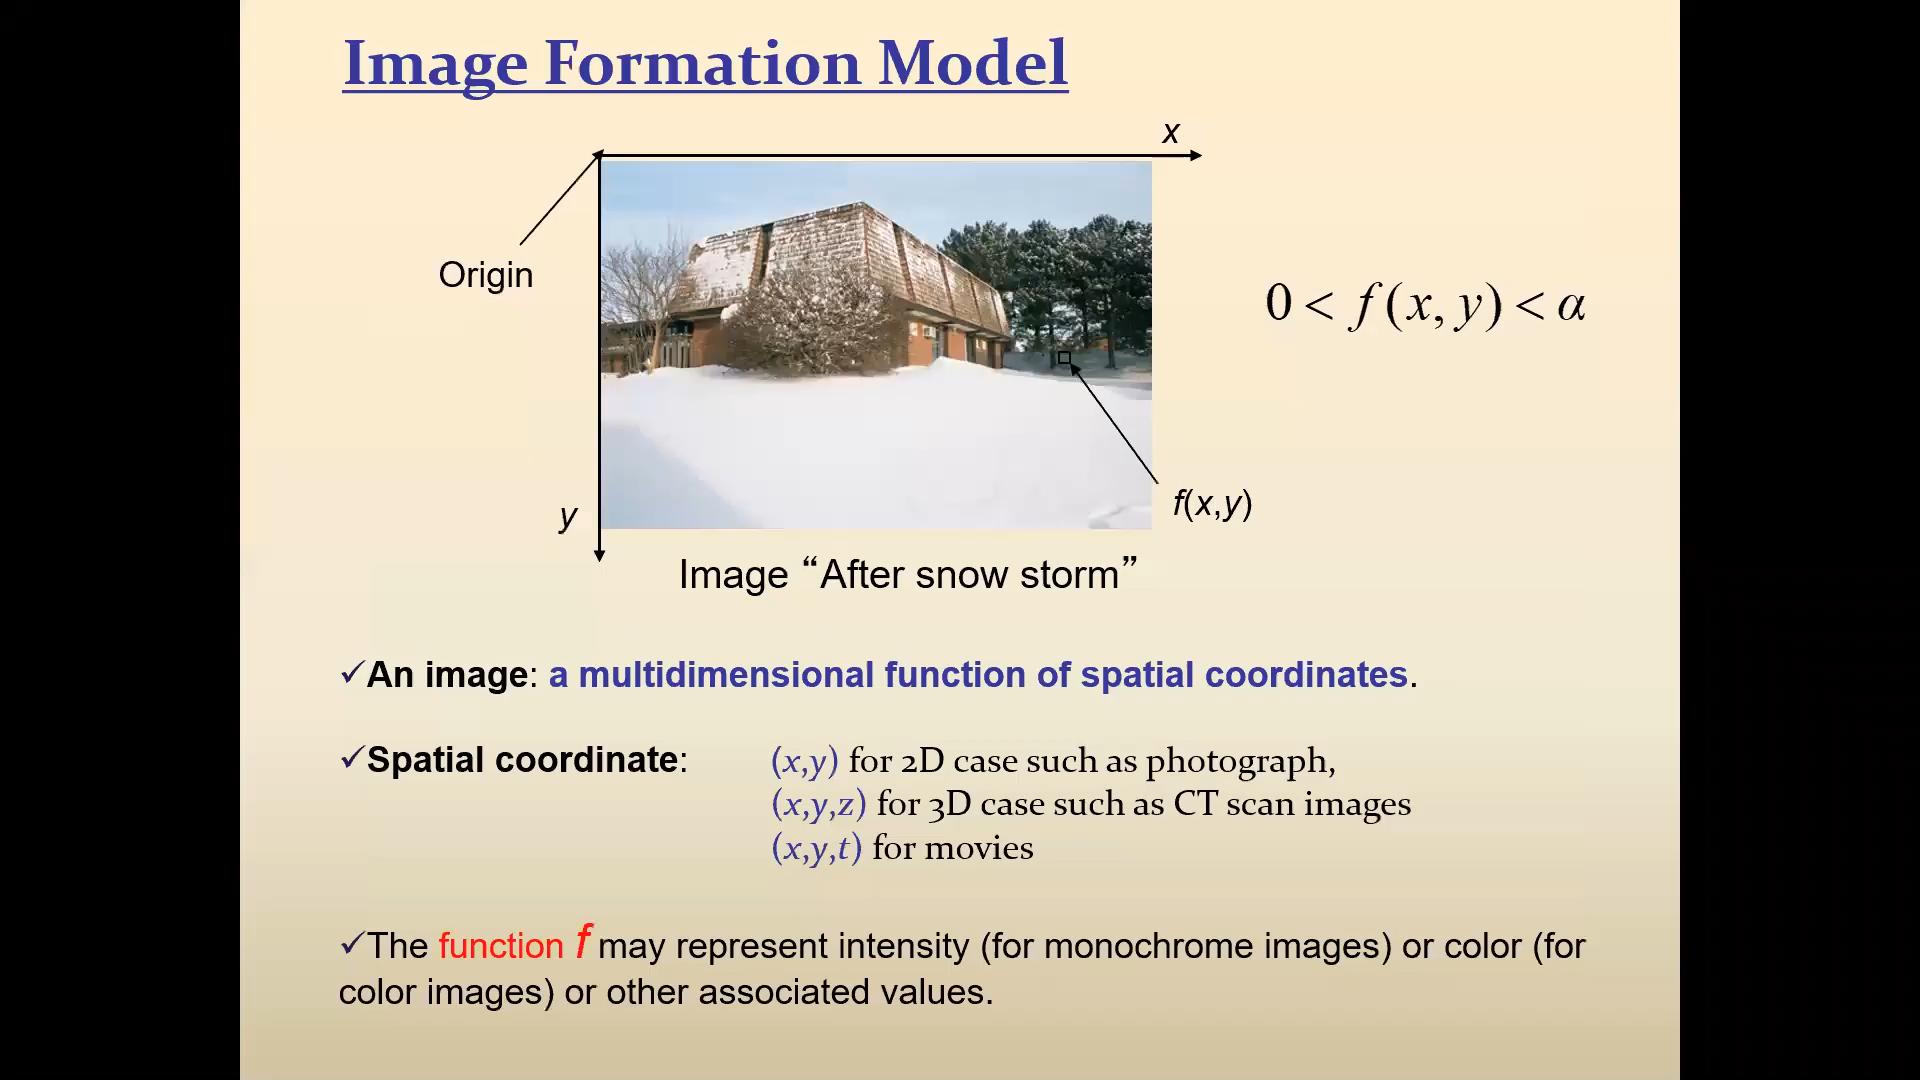 Image Formation Model
x
Origin
0 < f(x, y) < α
y
f(x,y)
Image “After snow storm”
✓An image: a multidimensional function of spatial coordinates.
✓Spatial coordinate: (x,y) for 2D case such as photograph,
(x,y,z) for 3D case such as CT scan images
(x,y,t) for movies
✓The function f may represent intensity (for monochrome images) or color (for
color images) or other associated values.